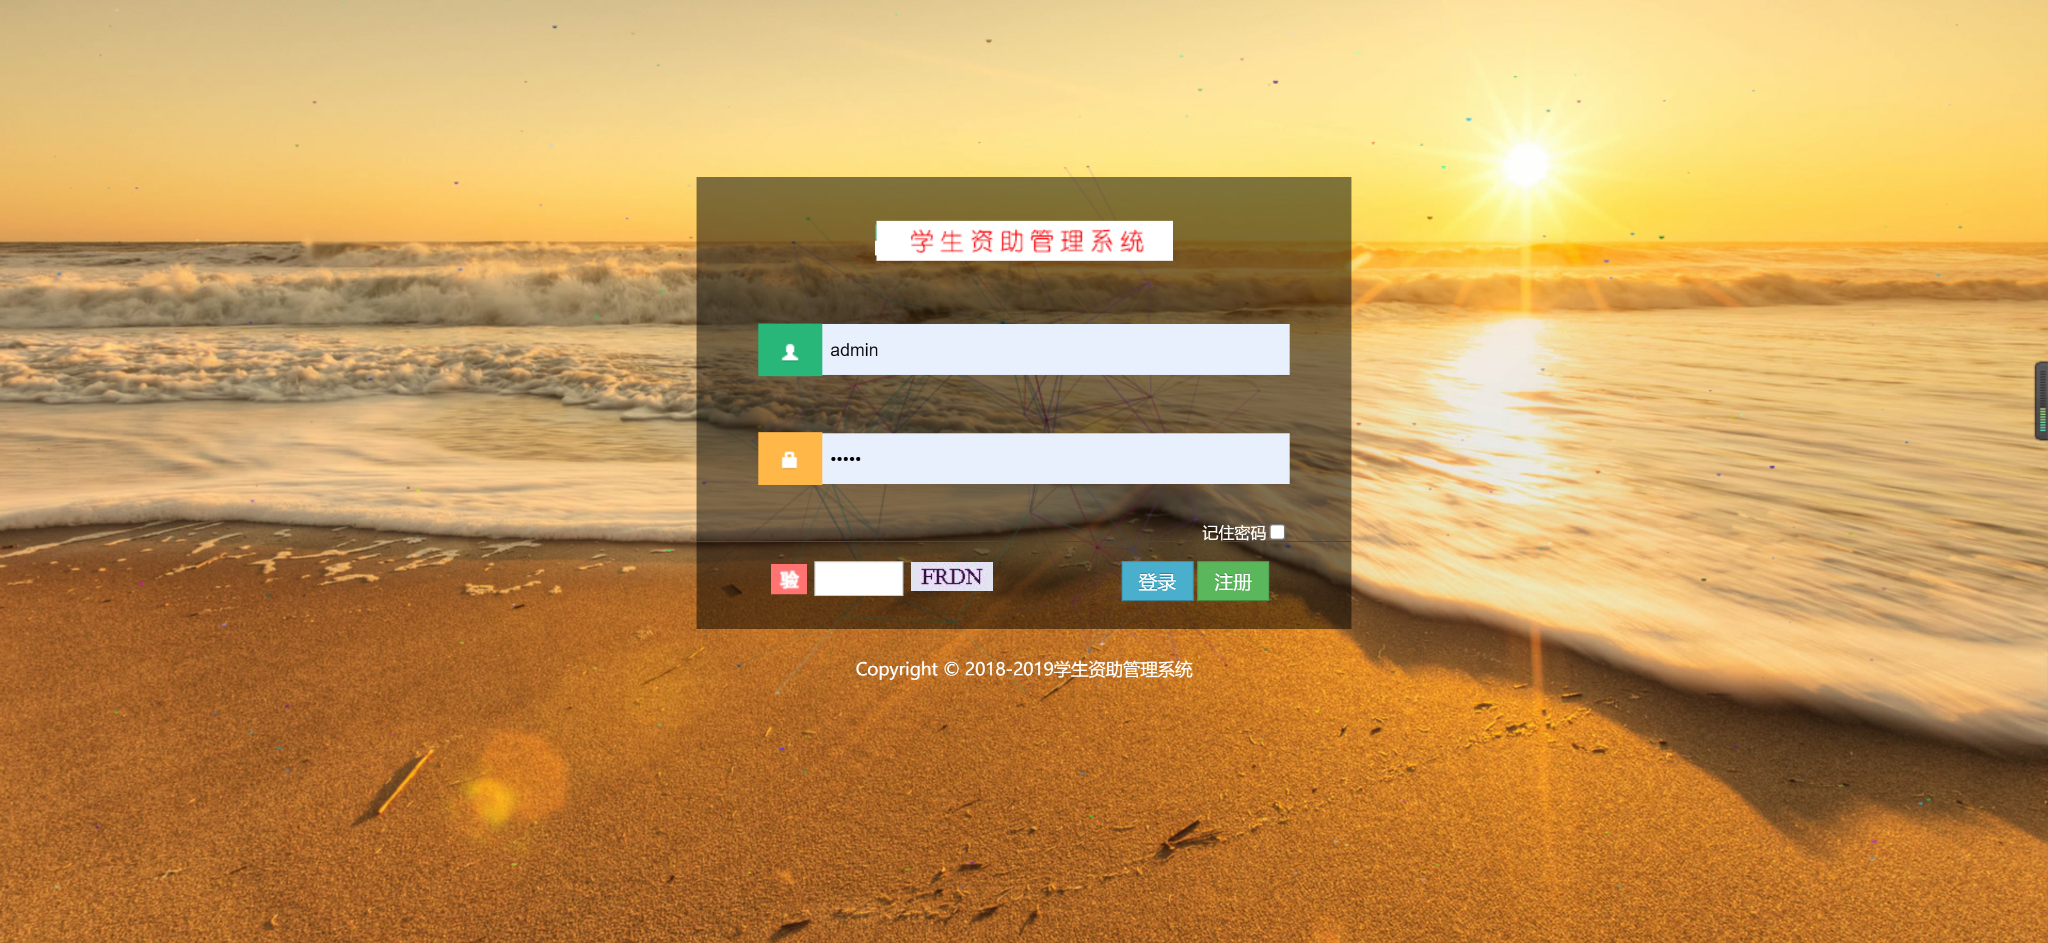 学生资助管理系统
admin
•••••
记住密码
验 FRDN 登录 注册
Copyright © 2018-2019学生资助管理系统